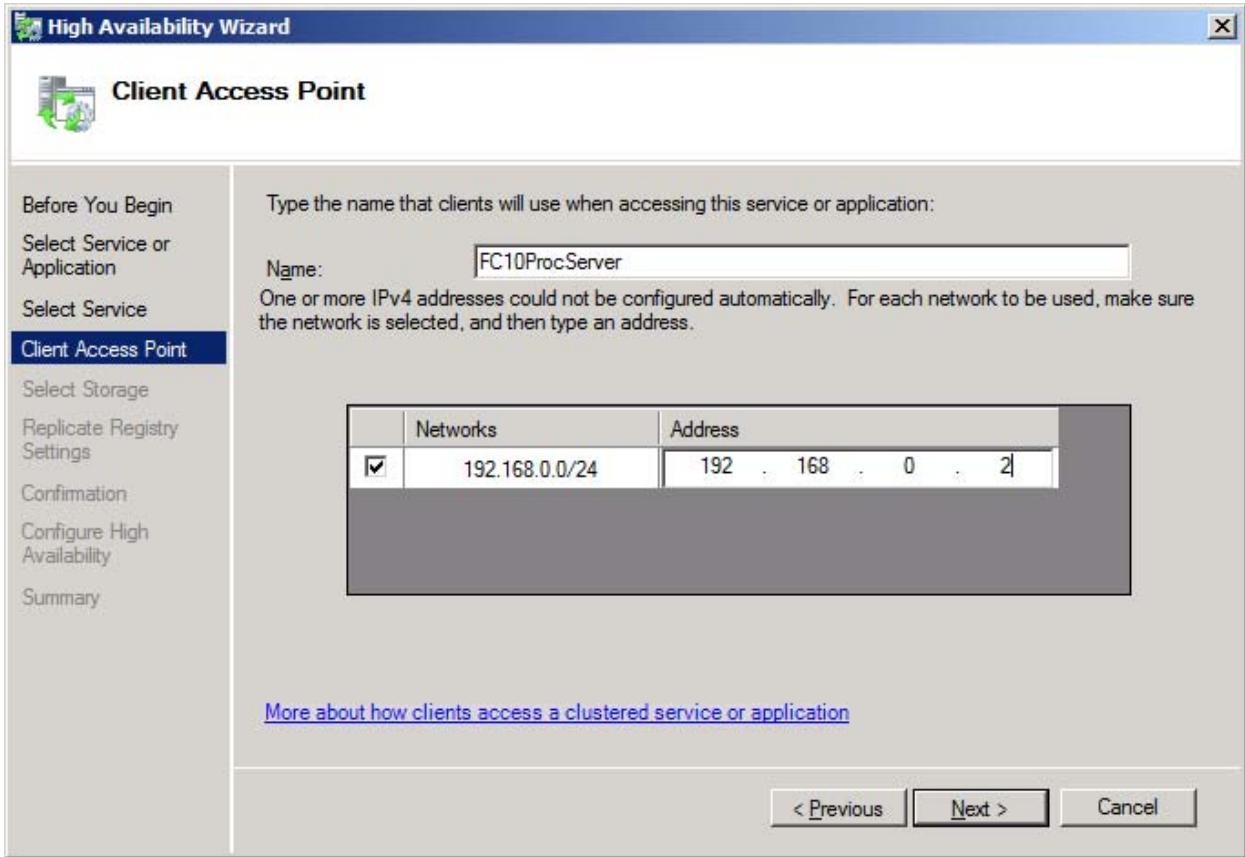 High Availability Wizard
Client Access Point
Before You Begin
Select Service or
Application
Select Service
Client Access Point
Select Storage
Replicate Registry
Settings
Confirmation
Configure High
Availability
Summary
Type the name that clients will use when accessing this service or application:
Name: FC10ProcServer
One or more IPv4 addresses could not be configured automatically. For each network to be used, make sure
the network is selected, and then type an address.
Networks Address
192.168.0.0/24 192 . 168 . 0 . 2
More about how clients access a clustered service or application
< Previous Next > Cancel